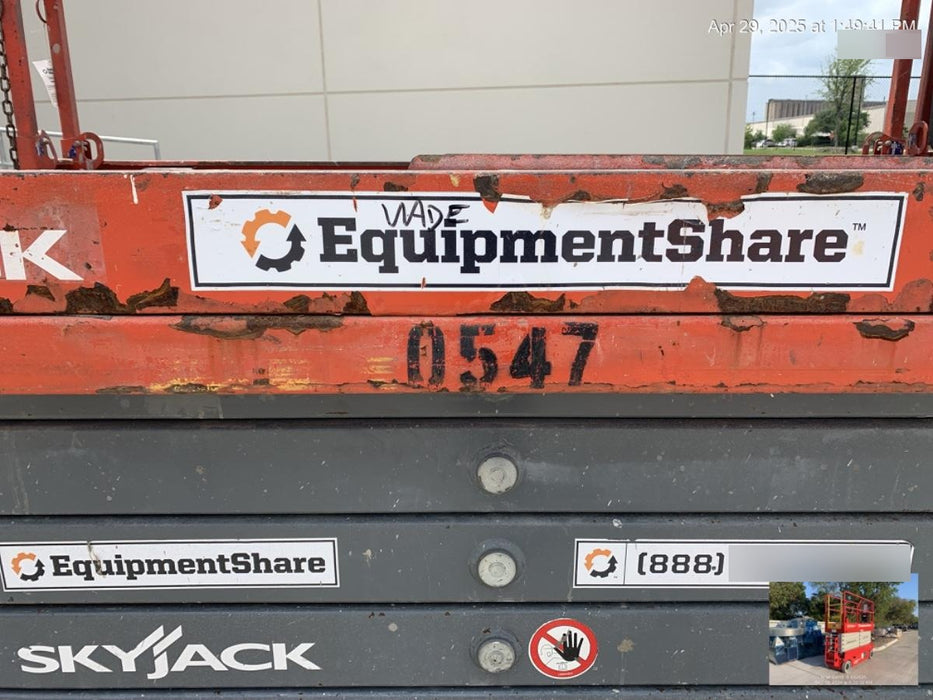 Apr 29, 2025 at 1:49:41 PM
WADE
EquipmentShare™
K
0547
EquipmentShare
(888)
SKYJACK